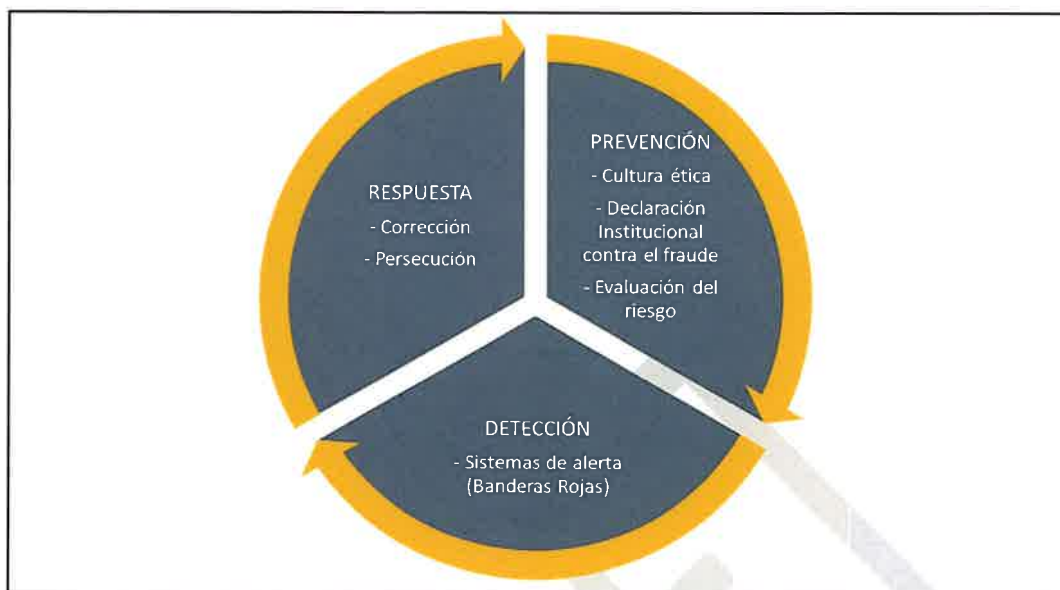 PREVENCIÓN
- Cultura ética
- Declaración
Institucional
contra el fraude
- Evaluación del
riesgo
DETECCIÓN
- Sistemas de alerta
(Banderas Rojas)
RESPUESTA
- Corrección
- Persecución